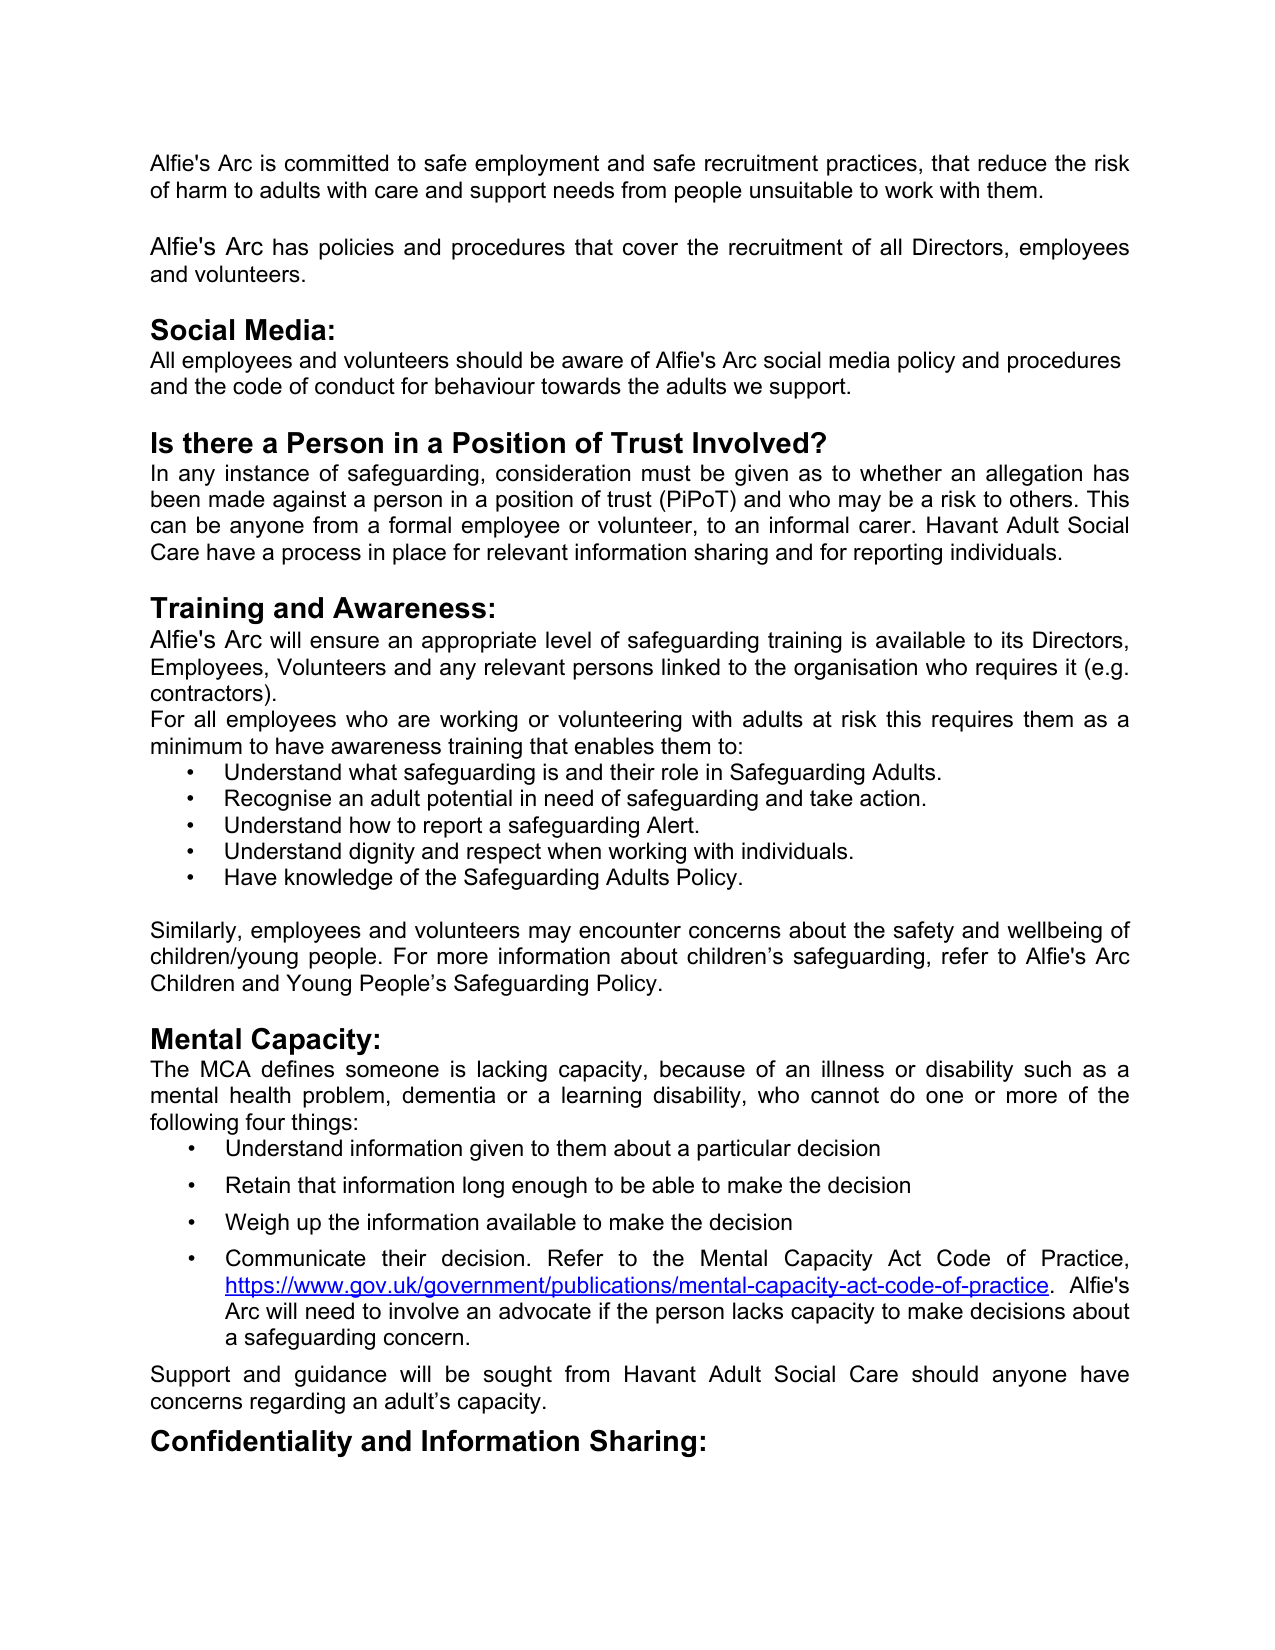 Alfie's Arc is committed to safe employment and safe recruitment practices, that reduce the risk
of harm to adults with care and support needs from people unsuitable to work with them.
Alfie's Arc has policies and procedures that cover the recruitment of all Directors, employees
and volunteers.
Social Media:
All employees and volunteers should be aware of Alfie's Arc social media policy and procedures
and the code of conduct for behaviour towards the adults we support.
Is there a Person in a Position of Trust Involved?
In any instance of safeguarding, consideration must be given as to whether an allegation has
been made against a person in a position of trust (PiPoT) and who may be a risk to others. This
can be anyone from a formal employee or volunteer, to an informal carer. Havant Adult Social
Care have a process in place for relevant information sharing and for reporting individuals.
Training and Awareness:
Alfie's Arc will ensure an appropriate level of safeguarding training is available to its Directors,
Employees, Volunteers and any relevant persons linked to the organisation who requires it (e.g.
contractors).
For all employees who are working or volunteering with adults at risk this requires them as a
minimum to have awareness training that enables them to:
• Understand what safeguarding is and their role in Safeguarding Adults.
• Recognise an adult potential in need of safeguarding and take action.
• Understand how to report a safeguarding Alert.
• Understand dignity and respect when working with individuals.
• Have knowledge of the Safeguarding Adults Policy.
Similarly, employees and volunteers may encounter concerns about the safety and wellbeing of
children/young people. For more information about children’s safeguarding, refer to Alfie's Arc
Children and Young People’s Safeguarding Policy.
Mental Capacity:
The MCA defines someone is lacking capacity, because of an illness or disability such as a
mental health problem, dementia or a learning disability, who cannot do one or more of the
following four things:
• Understand information given to them about a particular decision
• Retain that information long enough to be able to make the decision
• Weigh up the information available to make the decision
• Communicate their decision. Refer to the Mental Capacity Act Code of Practice,
https://www.gov.uk/government/publications/mental-capacity-act-code-of-practice. Alfie's
Arc will need to involve an advocate if the person lacks capacity to make decisions about
a safeguarding concern.
Support and guidance will be sought from Havant Adult Social Care should anyone have
concerns regarding an adult’s capacity.
Confidentiality and Information Sharing: